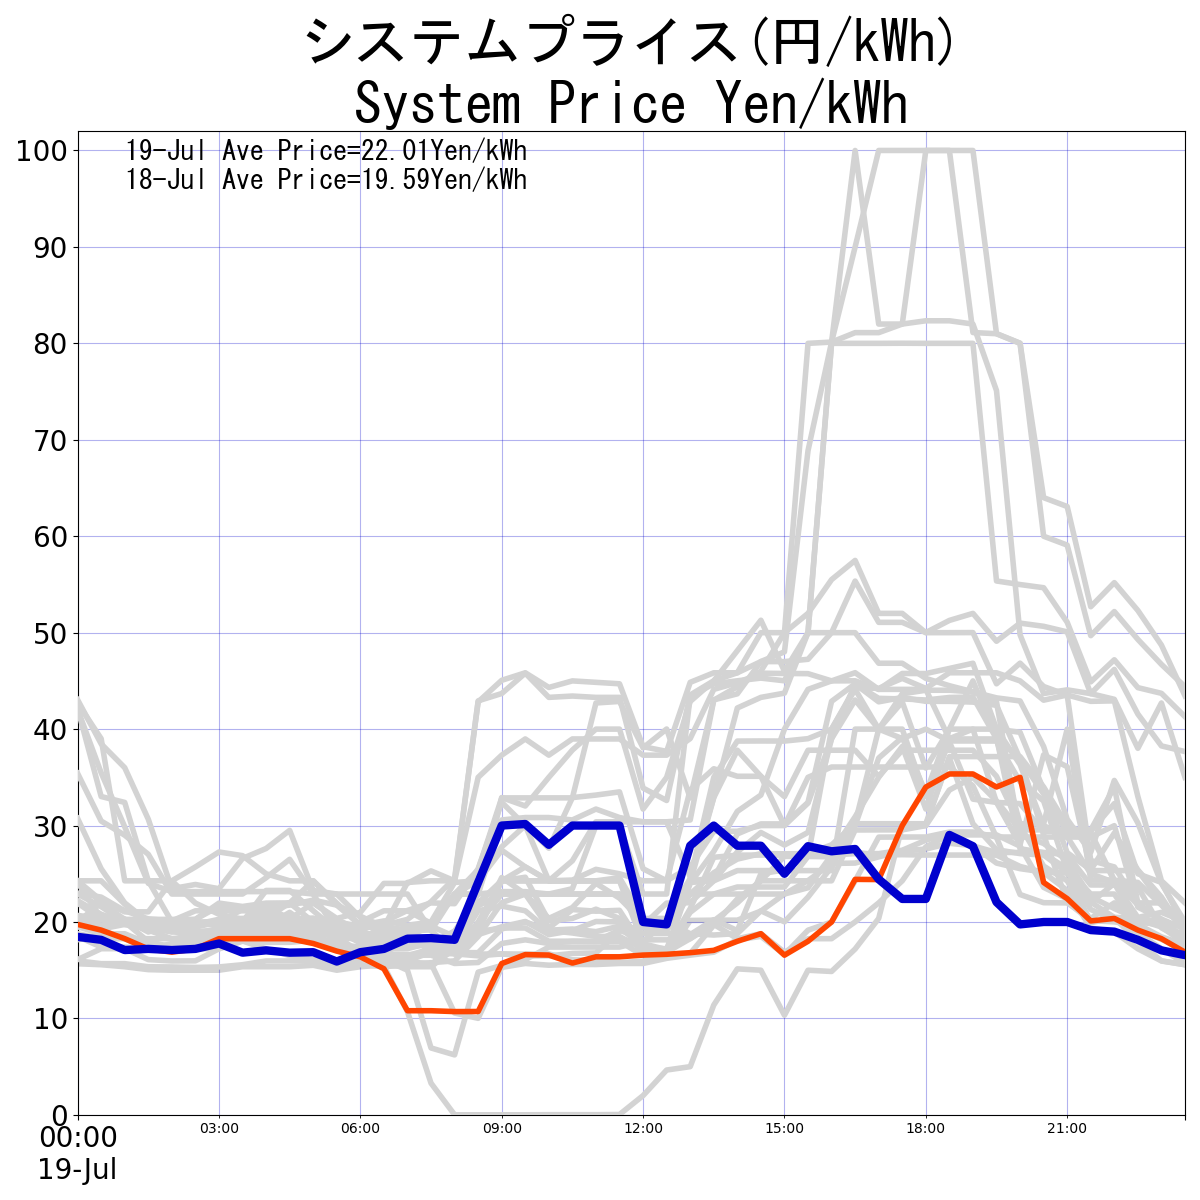 システムプライス(円/kWh)
System Price Yen/kWh
19-Jul Ave Price=22.01Yen/kWh
18-Jul Ave Price=19.59Yen/kWh
100
90
80
70
60
50
40
30
20
10
0
00:00 03:00 06:00 09:00 12:00 15:00 18:00 21:00
19-Jul